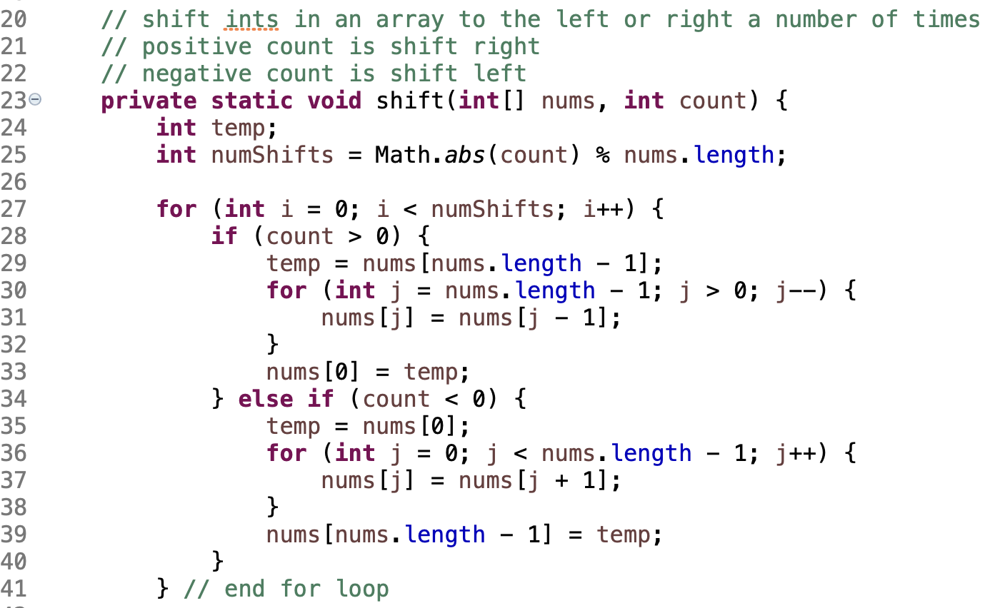 20 // shift ints in an array to the left or right a number of times
21 // positive count is shift right
22 // negative count is shift left
23 private static void shift(int[] nums, int count) {
24 int temp;
25 int numShifts = Math.abs(count) % nums.length;
26
27 for (int i = 0; i < numShifts; i++) {
28 if (count > 0) {
29 temp = nums[nums.length - 1];
30 for (int j = nums.length - 1; j > 0; j--) {
31 nums[j] = nums[j - 1];
32 }
33 nums[0] = temp;
34 } else if (count < 0) {
35 temp = nums[0];
36 for (int j = 0; j < nums.length - 1; j++) {
37 nums[j] = nums[j + 1];
38 }
39 nums[nums.length - 1] = temp;
40 }
41 } // end for loop